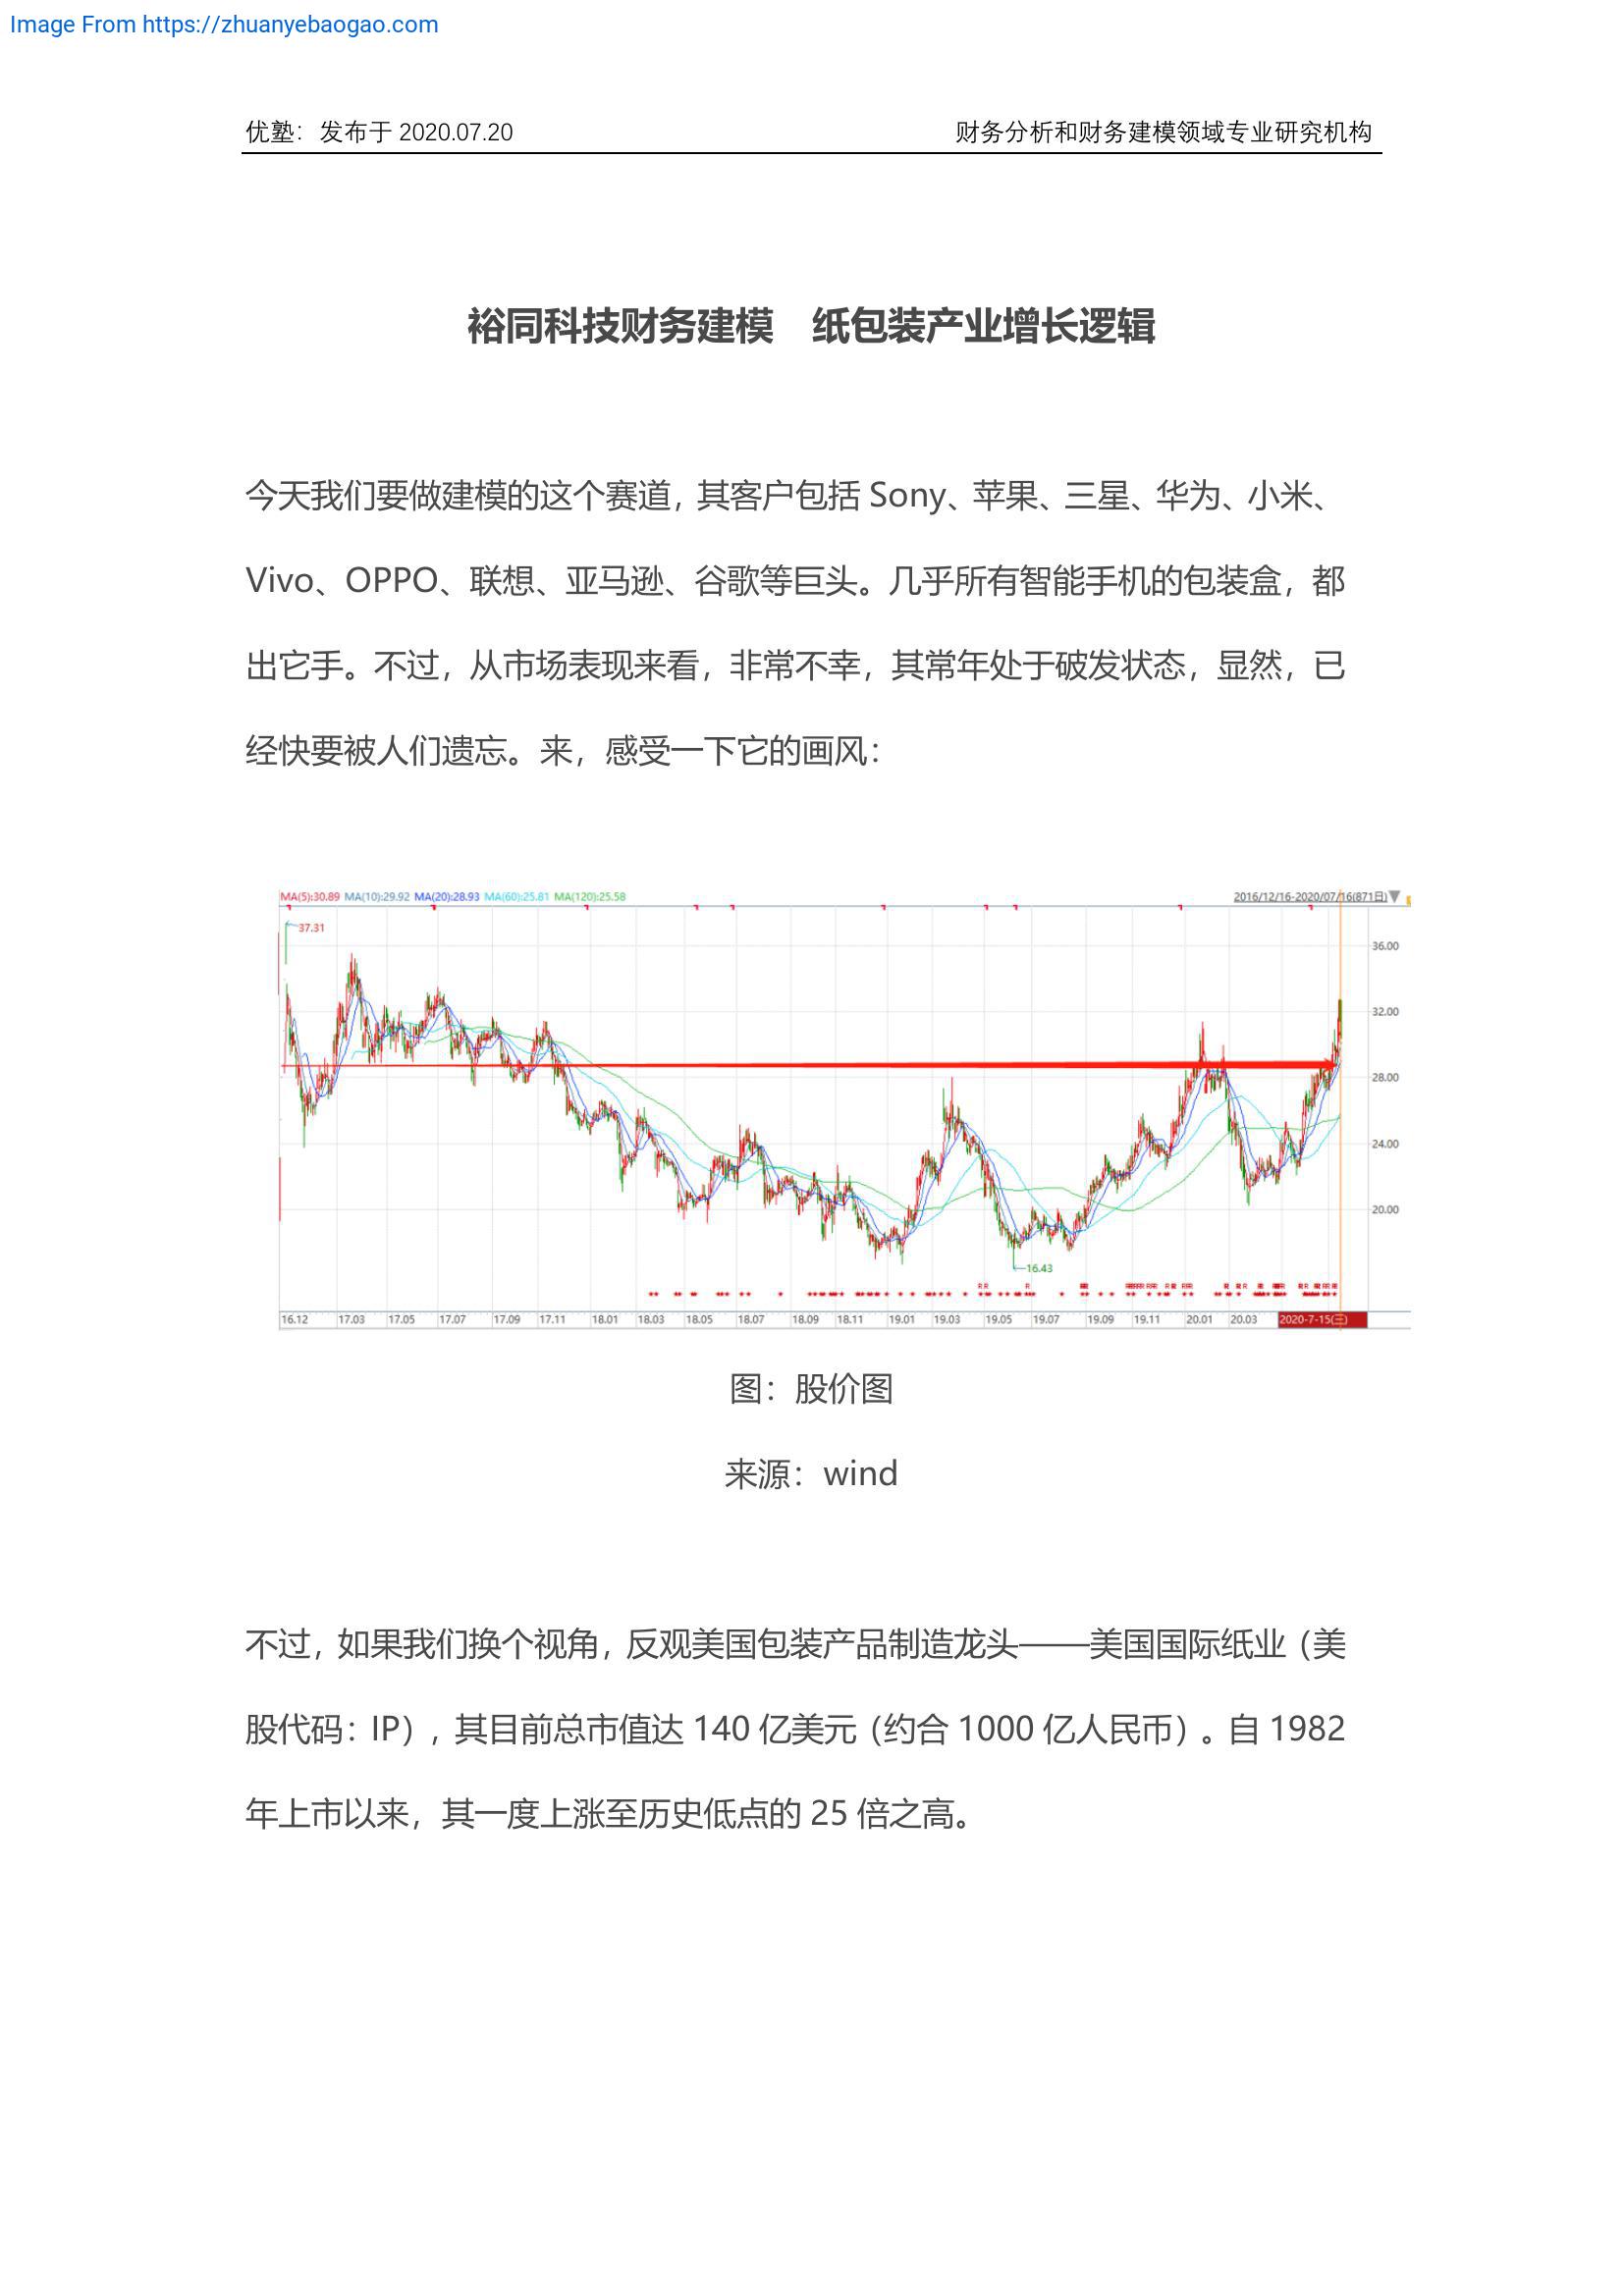 Image From https://zhuanyebaogao.com
优塾：发布于 2020.07.20 财务分析和财务建模领域专业研究机构
裕同科技财务建模 纸包装产业增长逻辑
今天我们要做建模的这个赛道，其客户包括 Sony、苹果、三星、华为、小米、
Vivo、OPPO、联想、亚马逊、谷歌等巨头。几乎所有智能手机的包装盒，都
出它手。不过，从市场表现来看，非常不幸，其常年处于破发状态，显然，已
经快要被人们遗忘。来，感受一下它的画风：
MA(5):30.89 MA(10):29.92 MA(20):28.93 MA(60):25.81 MA(120):25.58 2016/12/16-2020/07/16(871日)
37.31
36.00
32.00
28.00
24.00
20.00
16.43
16.12 17.03 17.05 17.07 17.09 17.11 18.01 18.03 18.05 18.07 18.09 18.11 19.01 19.03 19.05 19.07 19.09 19.11 20.01 20.03 2020-7-15(三)
图：股价图
来源：wind
不过，如果我们换个视角，反观美国包装产品制造龙头——美国国际纸业（美
股代码：IP），其目前总市值达 140 亿美元（约合 1000 亿人民币）。自 1982
年上市以来，其一度上涨至历史低点的 25 倍之高。